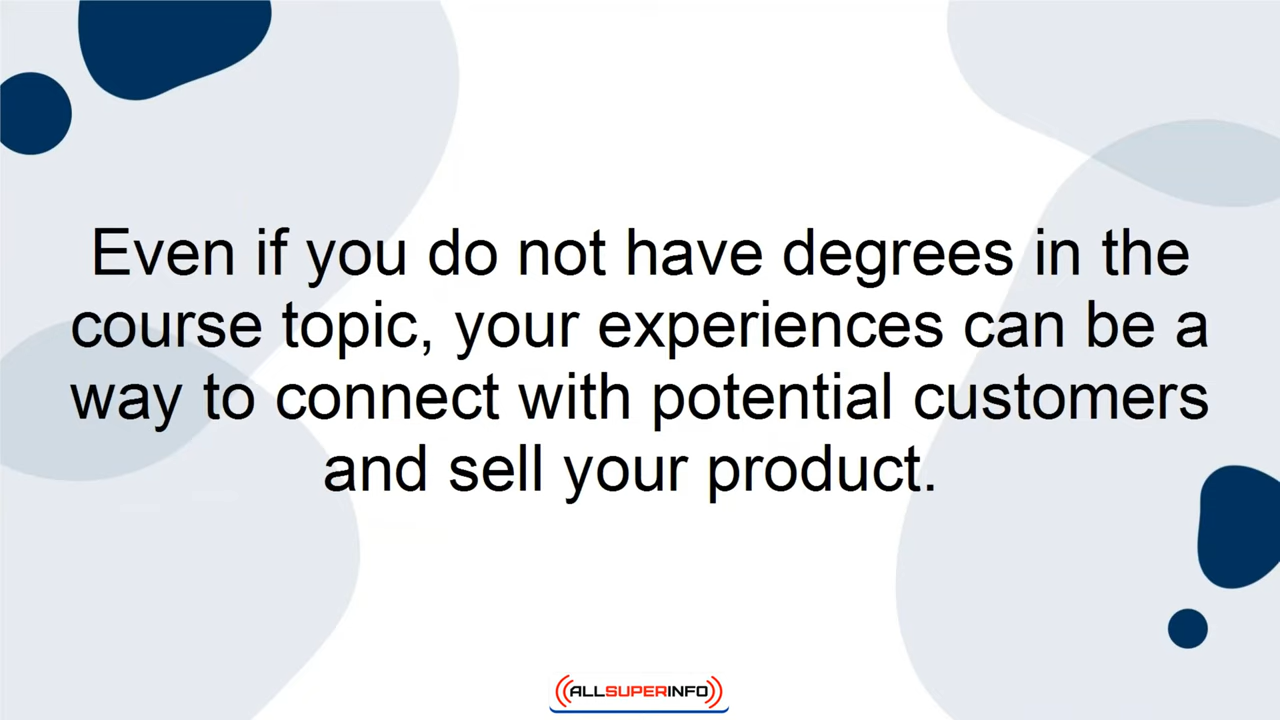 Even if you do not have degrees in the
course topic, your experiences can be a
way to connect with potential customers
and sell your product.
ALLSUPERINFO